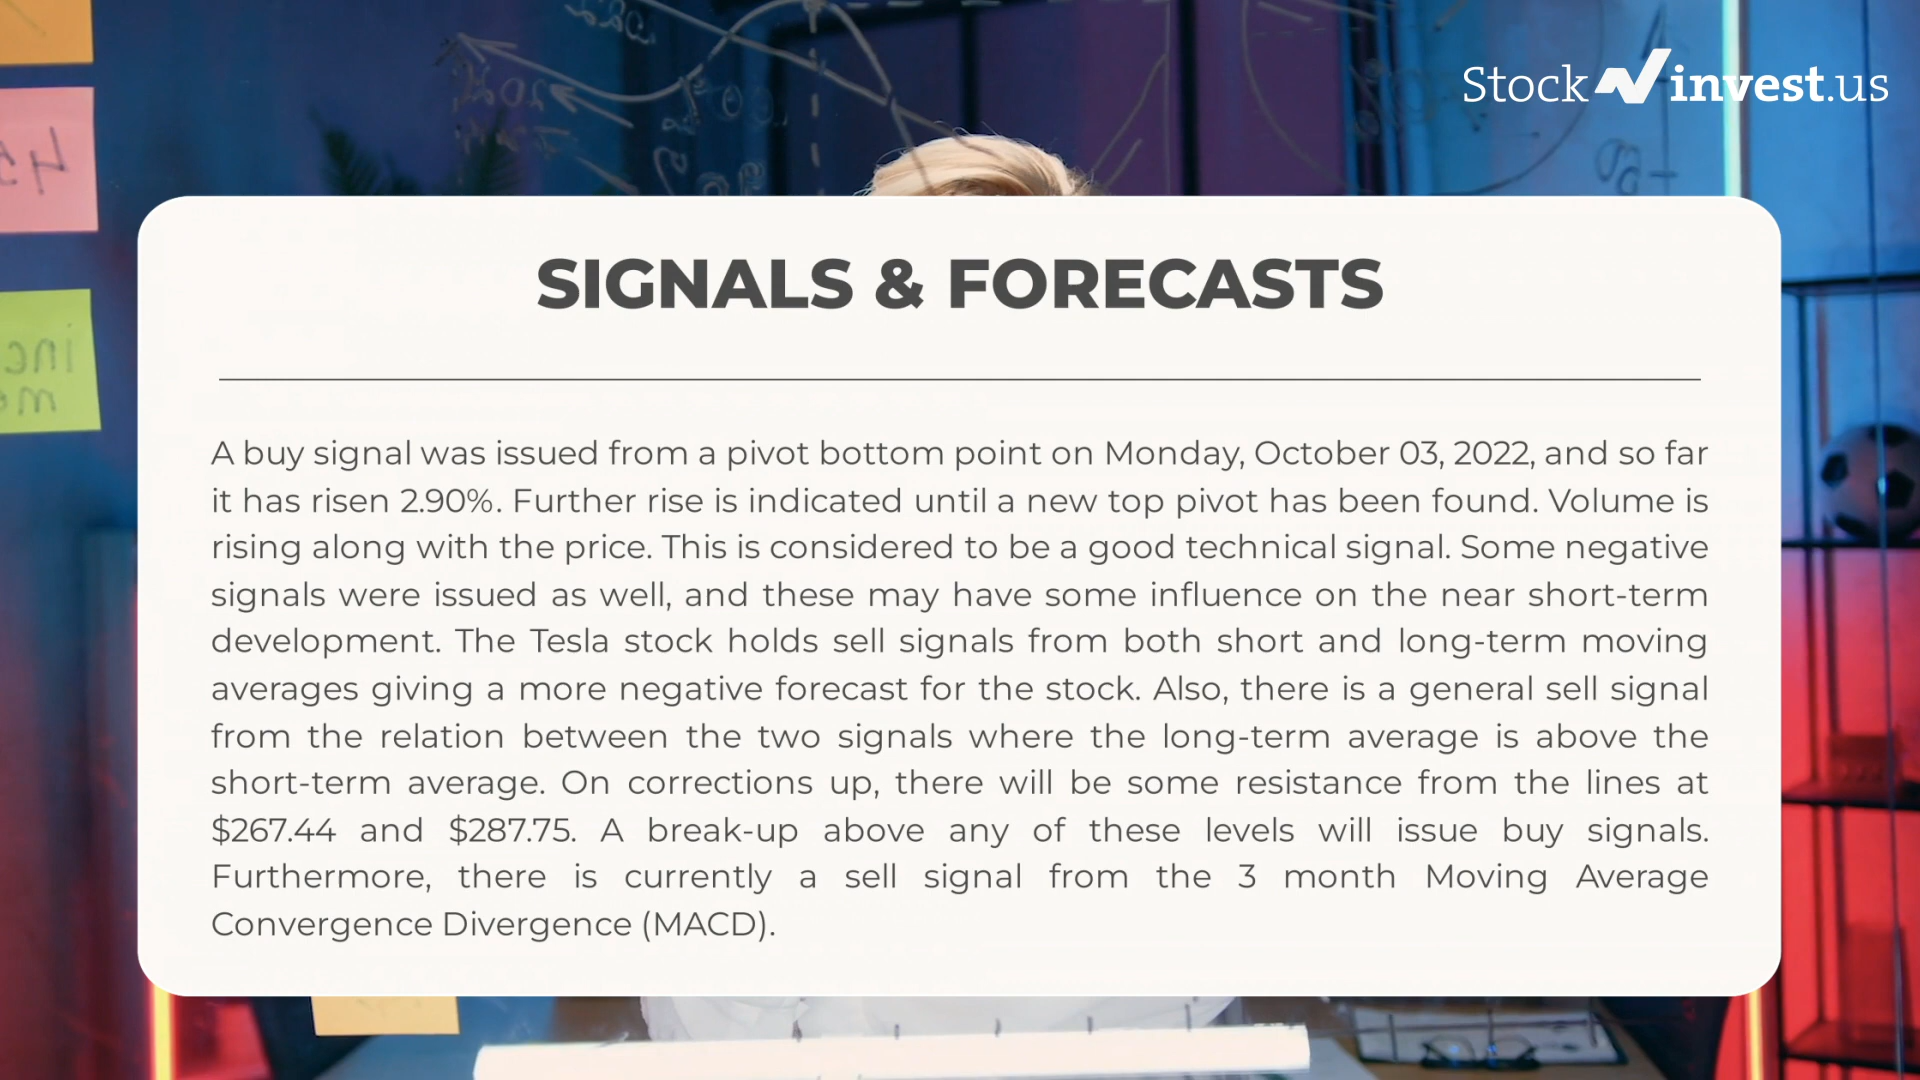 Stock invest.us
45
SIGNALS & FORECASTS
A buy signal was issued from a pivot bottom point on Monday, October 03, 2022, and so far
it has risen 2.90%. Further rise is indicated until a new top pivot has been found. Volume is
rising along with the price. This is considered to be a good technical signal. Some negative
signals were issued as well, and these may have some influence on the near short-term
development. The Tesla stock holds sell signals from both short and long-term moving
averages giving a more negative forecast for the stock. Also, there is a general sell signal
from the relation between the two signals where the long-term average is above the
short-term average. On corrections up, there will be some resistance from the lines at
$267.44 and $287.75. A break-up above any of these levels will issue buy signals.
Furthermore, there is currently a sell signal from the 3 month Moving Average
Convergence Divergence (MACD).